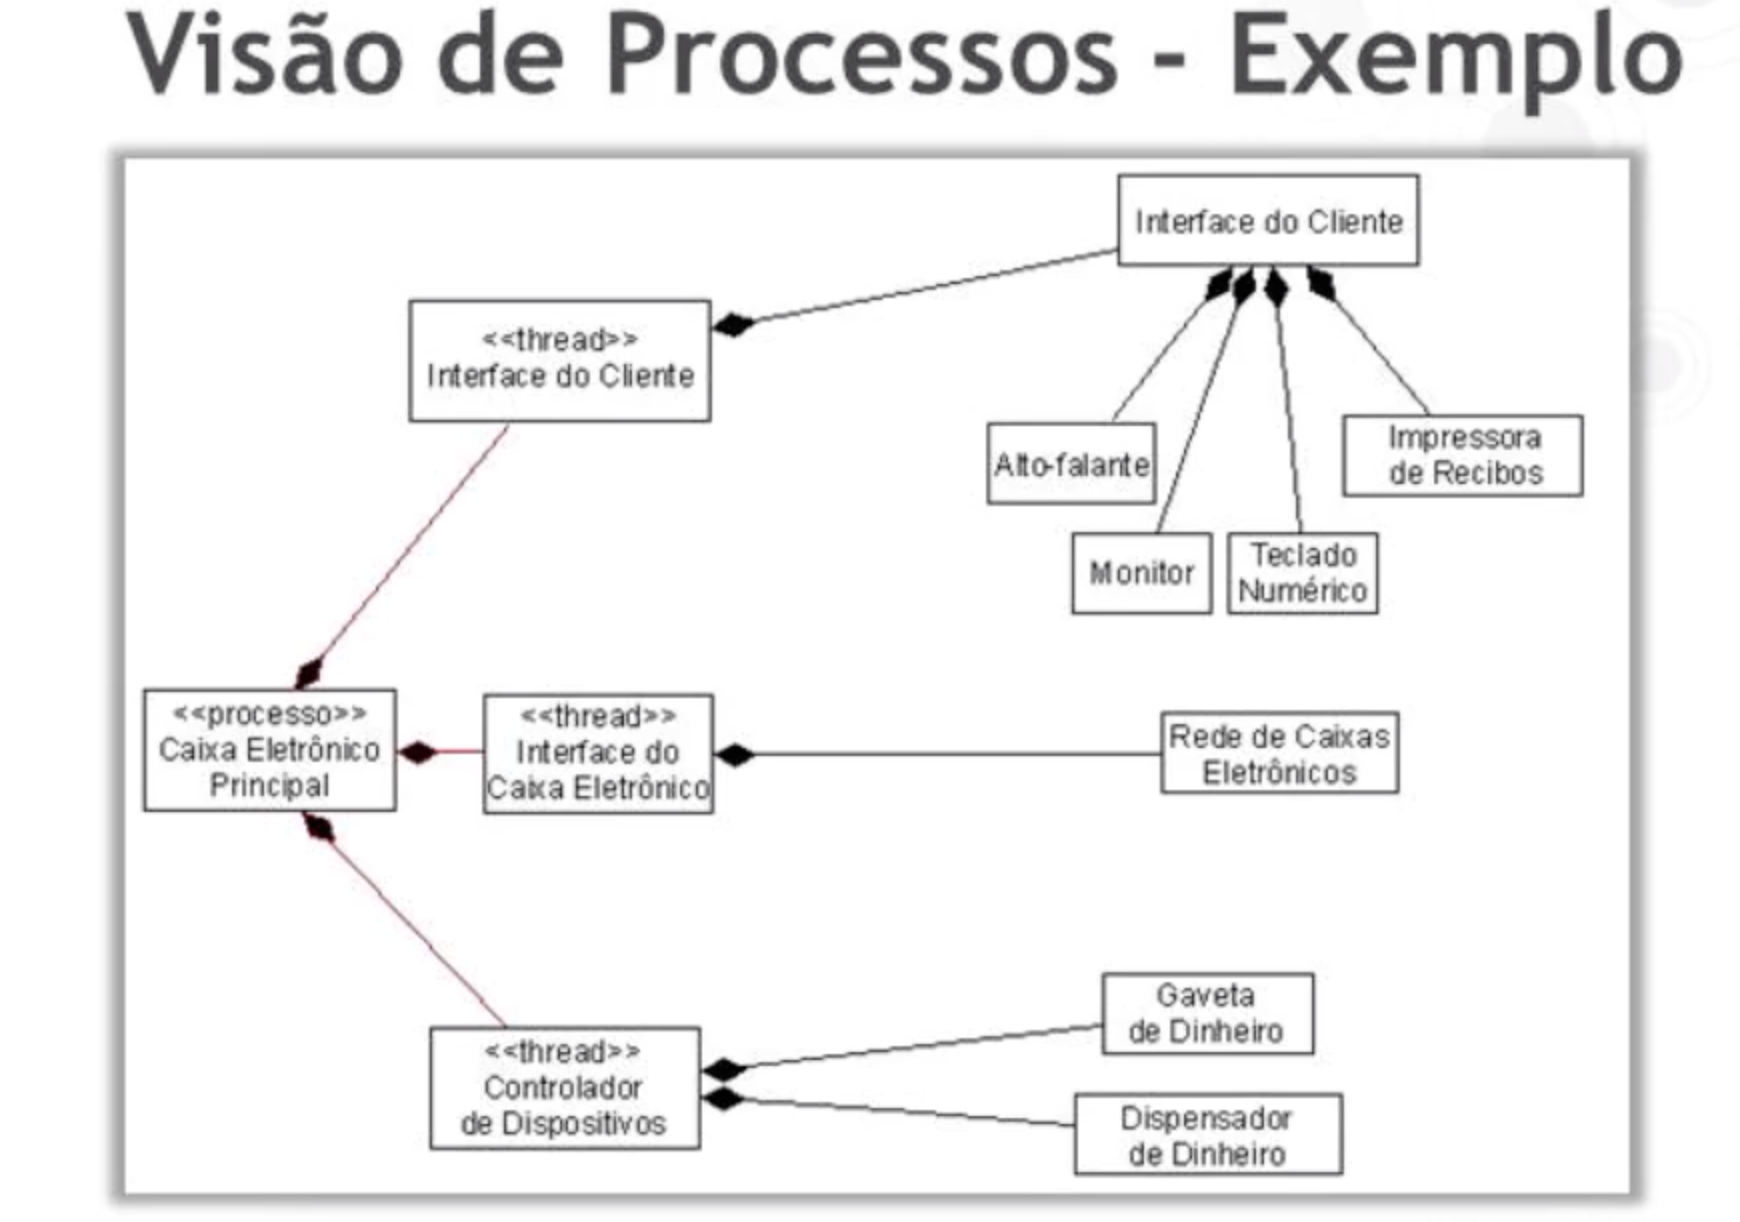 Visão de Processos - Exemplo
Interface do Cliente
<<thread>>
Interface do Cliente
Alto-falante
Impressora
de Recibos
Monitor
Teclado
Numérico
<<processo>>
Caixa Eletrônico
Principal
<<thread>>
Interface do
Caixa Eletrônico
Rede de Caixas
Eletrônicos
<<thread>>
Controlador
de Dispositivos
Gaveta
de Dinheiro
Dispensador
de Dinheiro